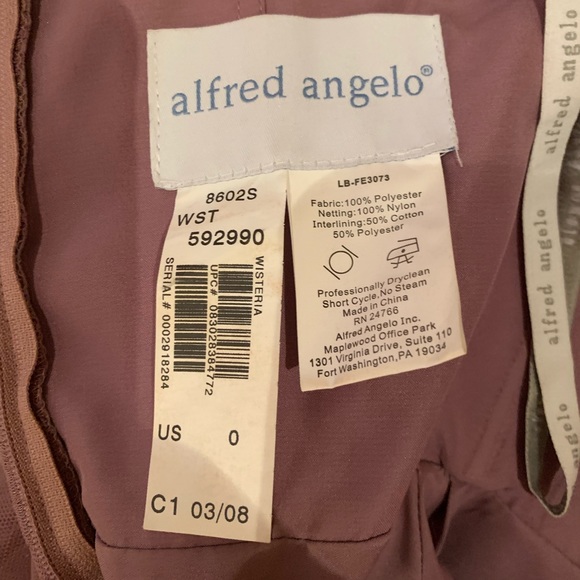 alfred angelo®
8602S
WST
592990
WISTERIA
UPC# 083028384772
SERIAL# 0002918284
US 0
C1 03/08
LB-FE3073
Fabric:100% Polyester
Netting:100% Nylon
Interlining:50% Cotton
50% Polyester
Professionally Dryclean
Short Cycle,No Steam
Made in China
RN 24766
Alfred Angelo Inc.
Maplewood Office Park
1301 Virginia Drive, Suite 110
Fort Washington,PA 19034
alfred angelo
alfred angelo
alfred angelo